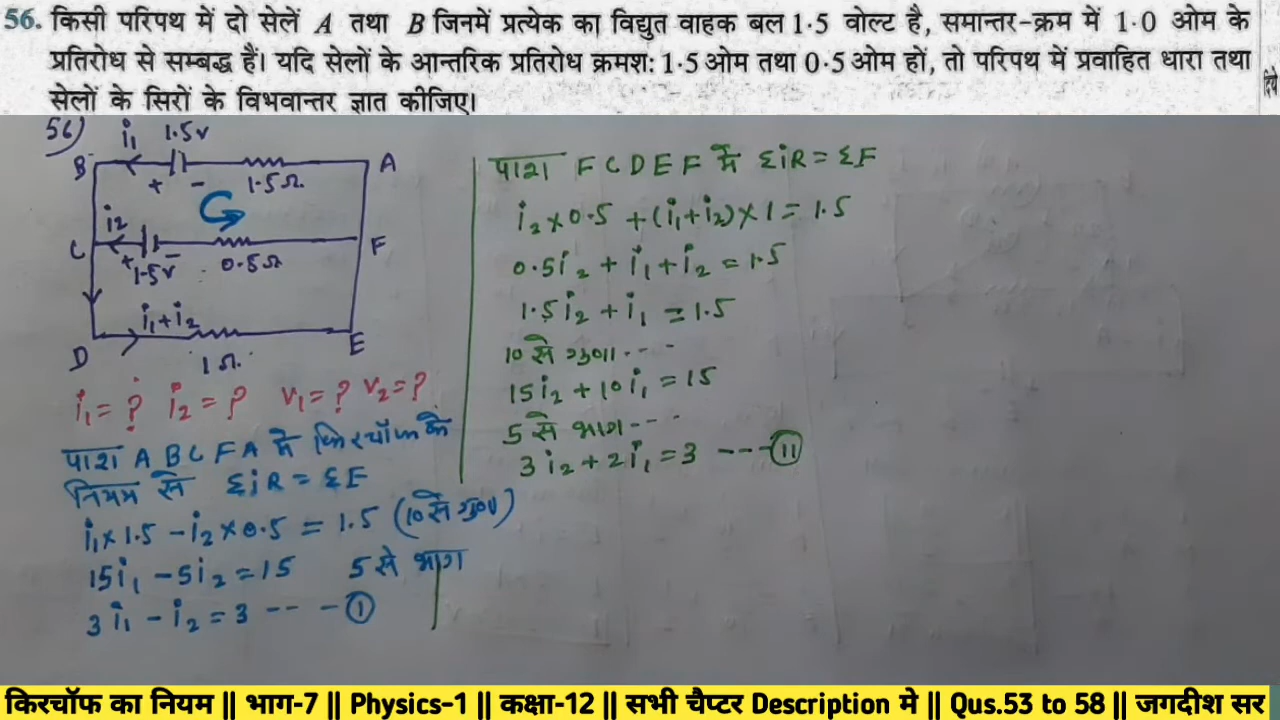 56. किसी परिपथ में दो सेलें A तथा B जिनमें प्रत्येक का विद्युत वाहक बल 1·5 वोल्ट है, समान्तर-क्रम में 1·0 ओम के
प्रतिरोध से सम्बद्ध हैं। यदि सेलों के आन्तरिक प्रतिरोध क्रमशः 1·5 ओम तथा 0·5 ओम हों, तो परिपथ में प्रवाहित धारा तथा
सेलों के सिरों के विभवान्तर ज्ञात कीजिए।
56)
i₁ 1.5v
B A
+ -
1.5Ω
i₂
C F
+ -
1.5v 0.5Ω
i₁+i₂
D E
1Ω
i₁ = ? i₂ = ? v₁ = ? v₂ = ?
पाश A B C F A में किरचॉफ के
नियम से ΣiR = ΣE
i₁×1.5 - i₂×0.5 = 1.5 (10 से गुणा)
15i₁ - 5i₂ = 15 5 से भाग
3i₁ - i₂ = 3 --- - ①
पाश F C D E F में ΣiR = ΣE
i₂×0.5 + (i₁+i₂)×1 = 1.5
0.5i₂ + i₁ + i₂ = 1.5
1.5i₂ + i₁ = 1.5
10 से गुणा----
15i₂ + 10i₁ = 15
5 से भाग---
3i₂ + 2i₁ = 3 ---- (11)
किरचॉफ का नियम || भाग-7 || Physics-1 || कक्षा-12 || सभी चैप्टर Description मे || Qus.53 to 58 || जगदीश सर